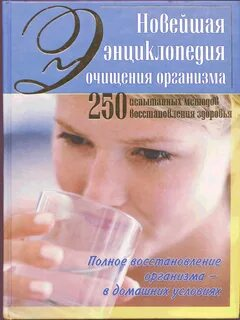 Новейшая
энциклопедия
очищения организма
250 испытанных методов
восстановления здоровья
Полное восстановление
организма –
в домашних условиях